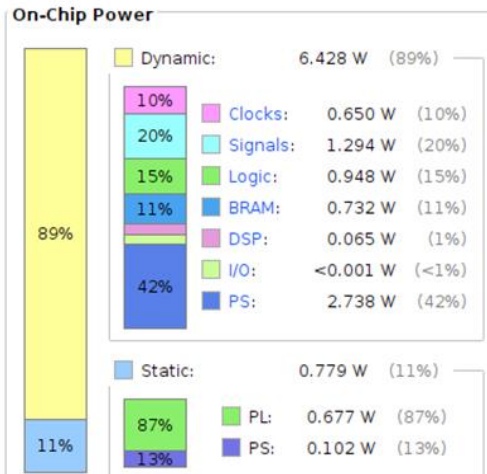 On-Chip Power
Dynamic: 6.428 W (89%)
10% Clocks: 0.650 W (10%)
20% Signals: 1.294 W (20%)
15% Logic: 0.948 W (15%)
11% BRAM: 0.732 W (11%)
89% DSP: 0.065 W (1%)
I/O: <0.001 W (<1%)
42% PS: 2.738 W (42%)
Static: 0.779 W (11%)
87% PL: 0.677 W (87%)
11% 13% PS: 0.102 W (13%)